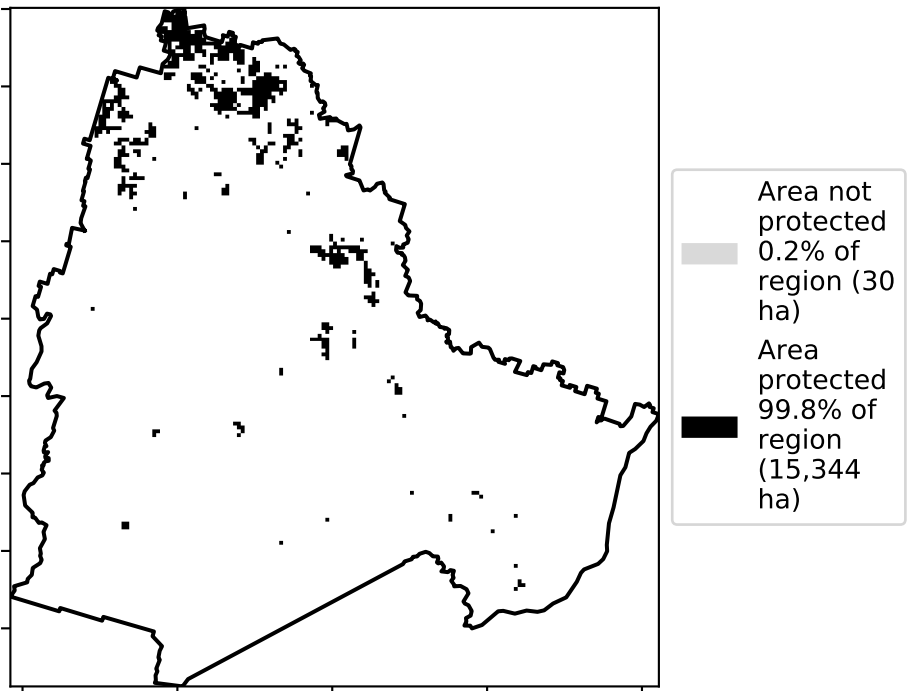 Area not
protected
0.2% of
region (30
ha)
Area
protected
99.8% of
region
(15,344
ha)